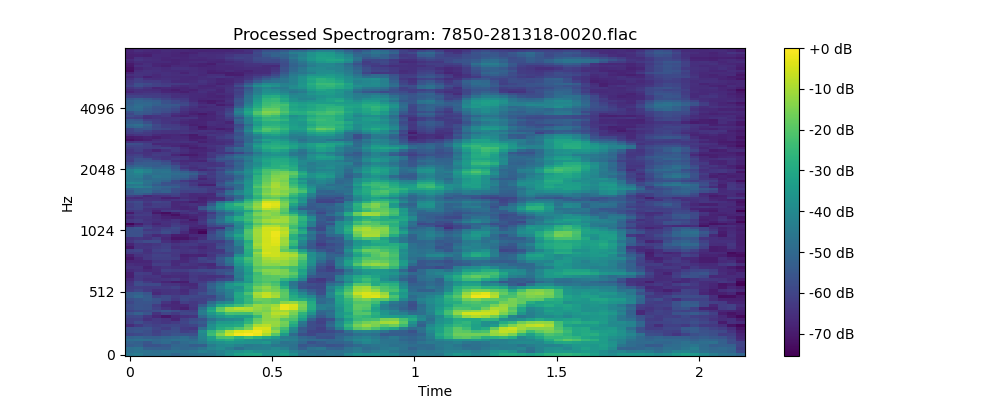 Processed Spectrogram: 7850-281318-0020.flac
Hz
4096
2048
1024
512
0
0
0.5
1
1.5
2
Time
+0 dB
-10 dB
-20 dB
-30 dB
-40 dB
-50 dB
-60 dB
-70 dB